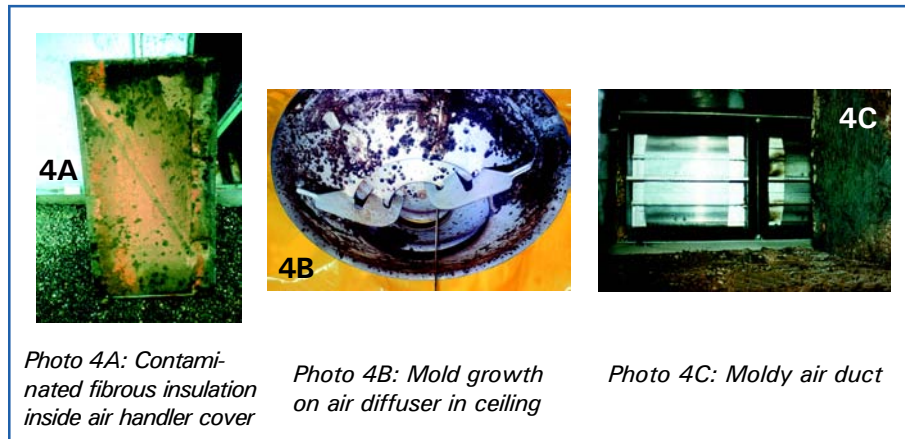 4A
4B
4C
Photo 4A: Contami-
nated fibrous insulation
inside air handler cover
Photo 4B: Mold growth
on air diffuser in ceiling
Photo 4C: Moldy air duct